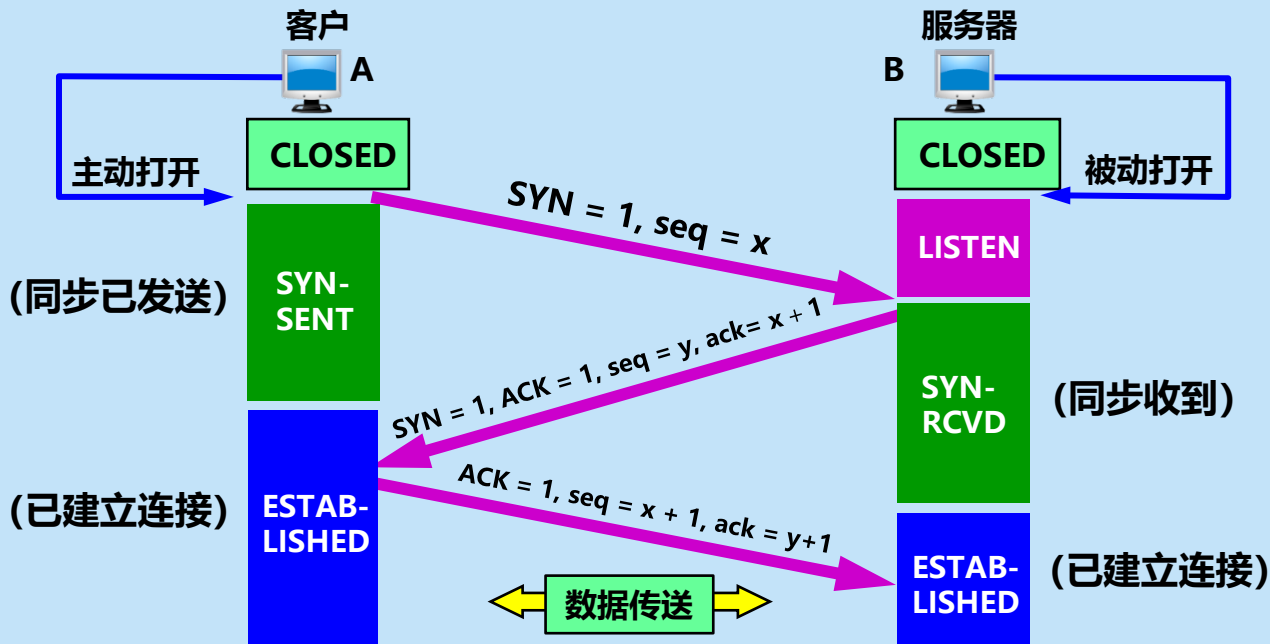 客户
服务器
A
B
CLOSED
CLOSED
主动打开
被动打开
SYN = 1, seq = x
LISTEN
(同步已发送)
SYN-
SENT
SYN = 1, ACK = 1, seq = y, ack= x + 1
SYN-
RCVD
(同步收到)
ACK = 1, seq = x + 1, ack = y+1
(已建立连接)
ESTAB-
LISHED
ESTAB-
LISHED
(已建立连接)
数据传送